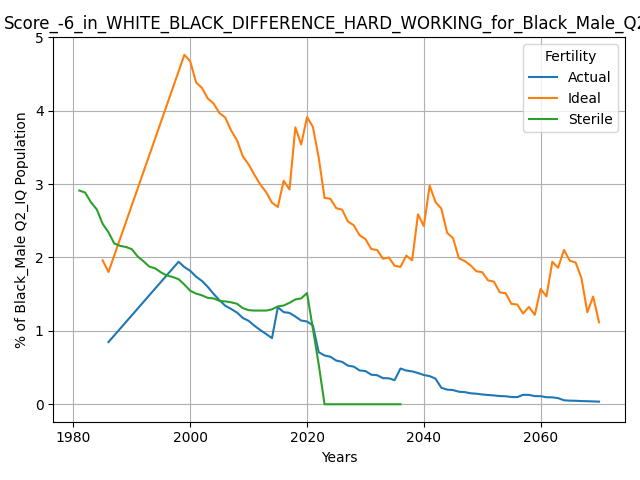 Score_-6_in_WHITE_BLACK_DIFFERENCE_HARD_WORKING_for_Black_Male_Q2
Fertility
Actual
Ideal
Sterile
% of Black_Male Q2_IQ Population
5
4
3
2
1
0
1980 2000 2020 2040 2060
Years